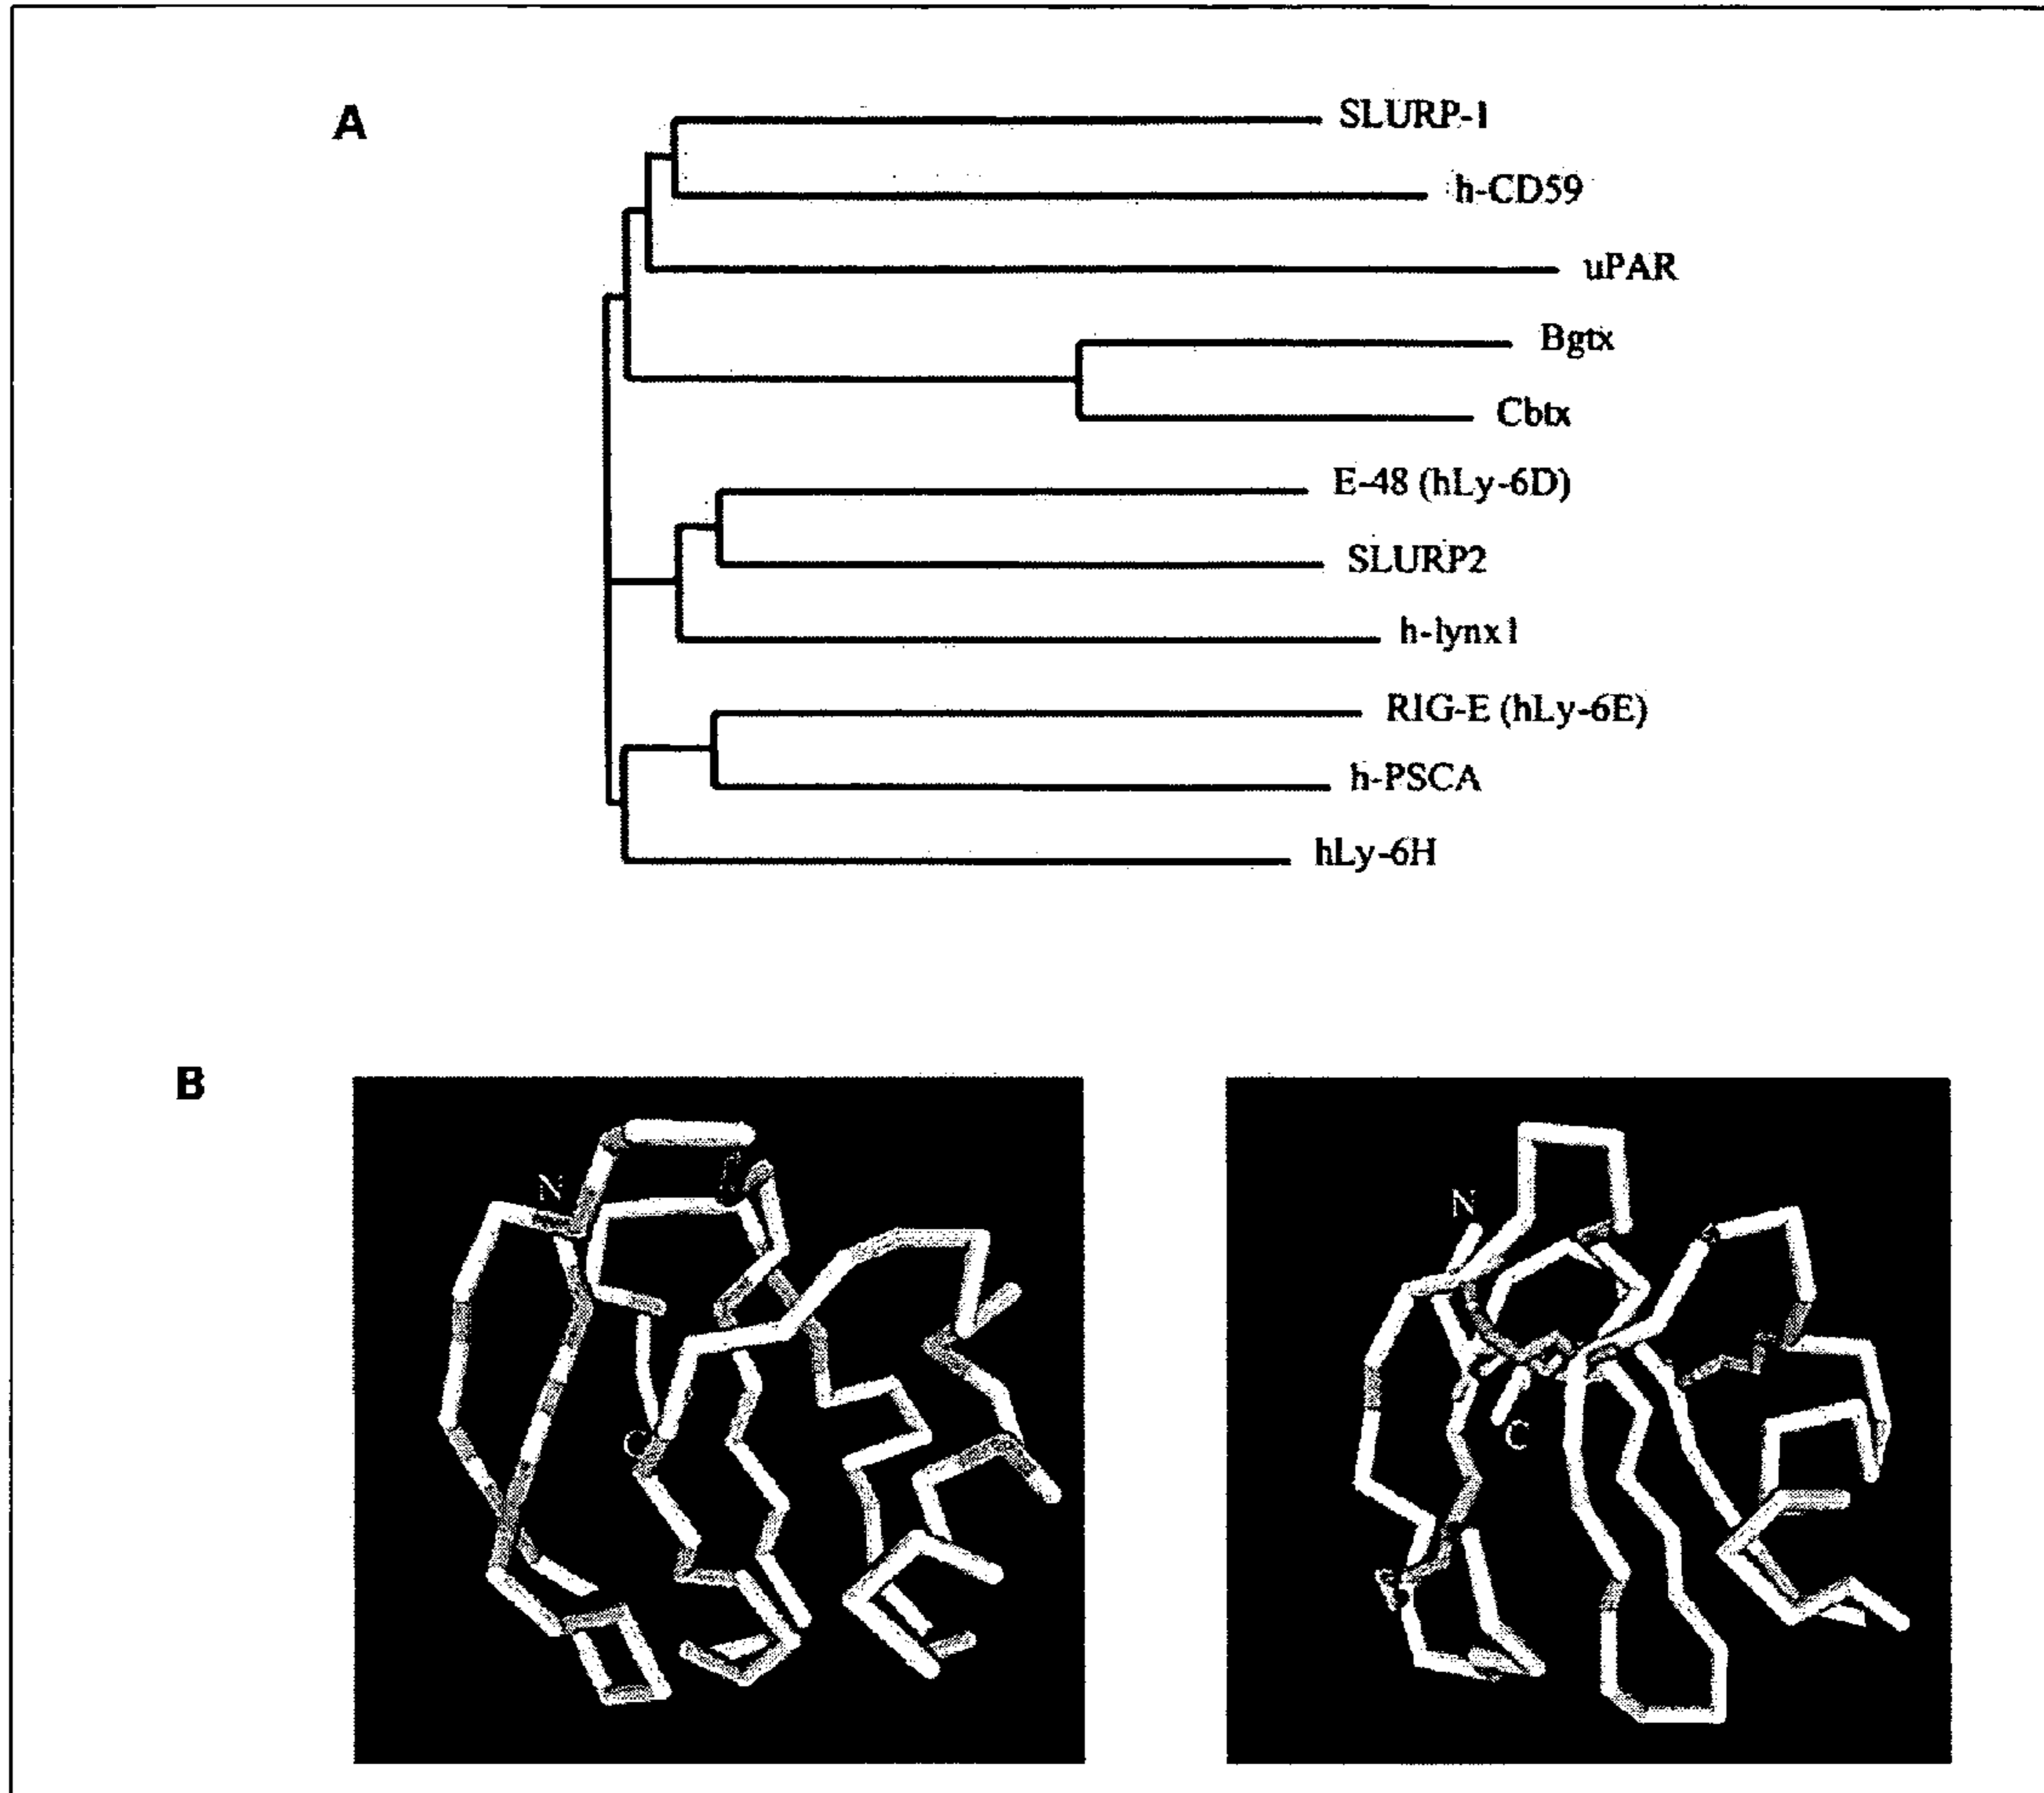 A
SLURP-1
h-CD59
uPAR
Bgtx
Cbtx
E-48 (hLy-6D)
SLURP2
h-lynx1
RIG-E (hLy-6E)
h-PSCA
hLy-6H
B
N
C
N
C